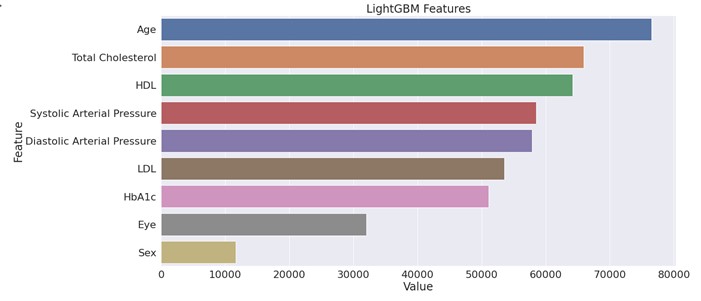 LightGBM Features
Age
Total Cholesterol
HDL
Systolic Arterial Pressure
Diastolic Arterial Pressure
LDL
HbA1c
Eye
Sex
Feature
0 10000 20000 30000 40000 50000 60000 70000 80000
Value